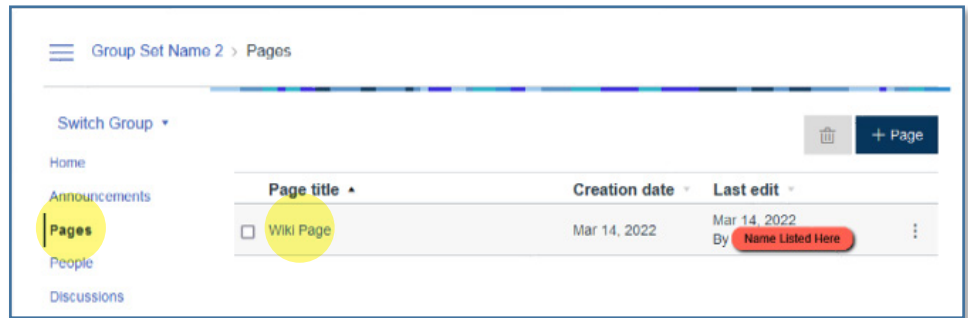 Group Set Name 2 > Pages
Switch Group
+ Page
Home
Announcements
Pages
People
Discussions
Page title Creation date Last edit
Wiki Page Mar 14, 2022 Mar 14, 2022
By Name Listed Here